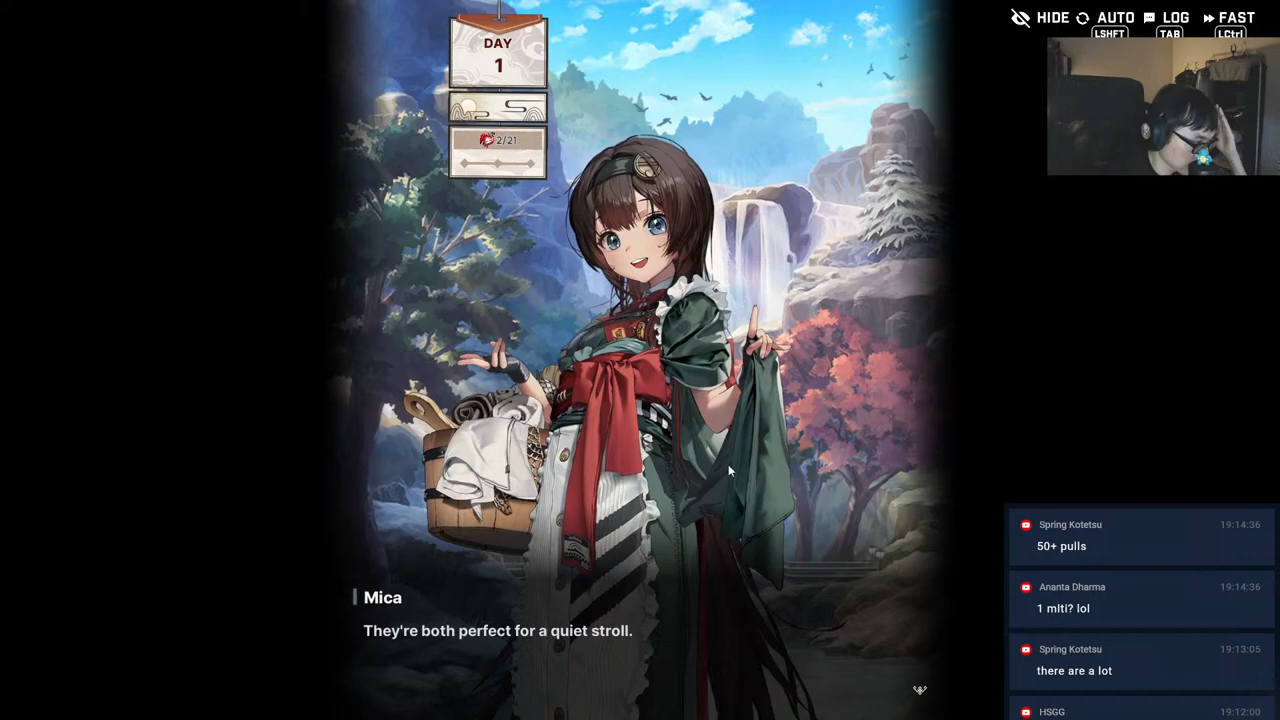 HIDE
AUTO
LSHFT
LOG
TAB
FAST
LCtrl
DAY
1
2/21
Mica
They're both perfect for a quiet stroll.
Spring Kotetsu 19:14:36
50+ pulls
Ananta Dharma 19:14:36
1 mlti? lol
Spring Kotetsu 19:13:05
there are a lot
HSGG 19:12:00